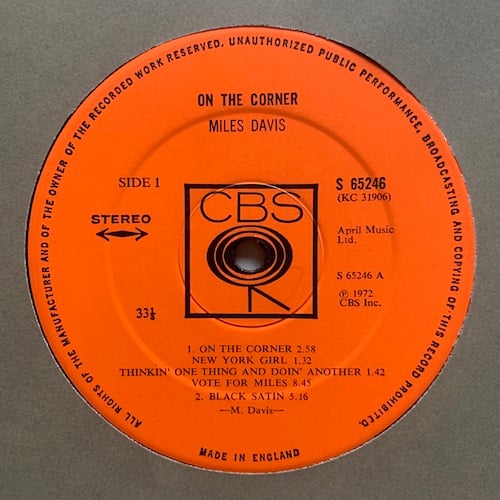 ALL RIGHTS OF THE MANUFACTURER AND OF THE OWNER OF THE RECORDED WORK RESERVED. UNAUTHORIZED PUBLIC PERFORMANCE, BROADCASTING AND COPYING OF THIS RECORD PROHIBITED.
ON THE CORNER
MILES DAVIS
SIDE 1
S 65246
(KC 31906)
STEREO
CBS
April Music
Ltd.
S 65246 A
℗ 1972
CBS Inc.
33⅓
1. ON THE CORNER 2.58
NEW YORK GIRL 1.32
THINKIN' ONE THING AND DOIN' ANOTHER 1.42
VOTE FOR MILES 8.45
2. BLACK SATIN 5.16
—M. Davis—
MADE IN ENGLAND